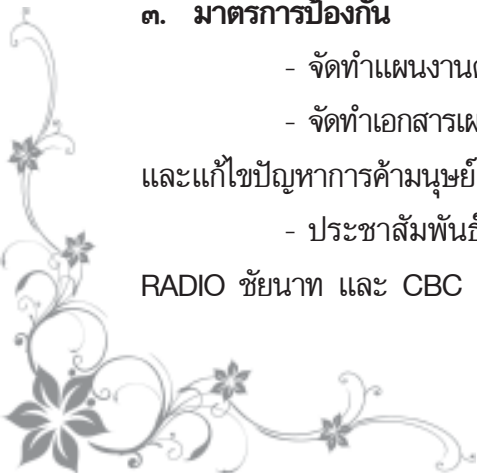 ๓. มาตรการป้องกัน
- จัดทำแผนงาน
- จัดทำเอกสาร
และแก้ไขปัญหาการค้ามนุษย์
- ประชาสัมพันธ์
RADIO ชัยนาท และ CBC